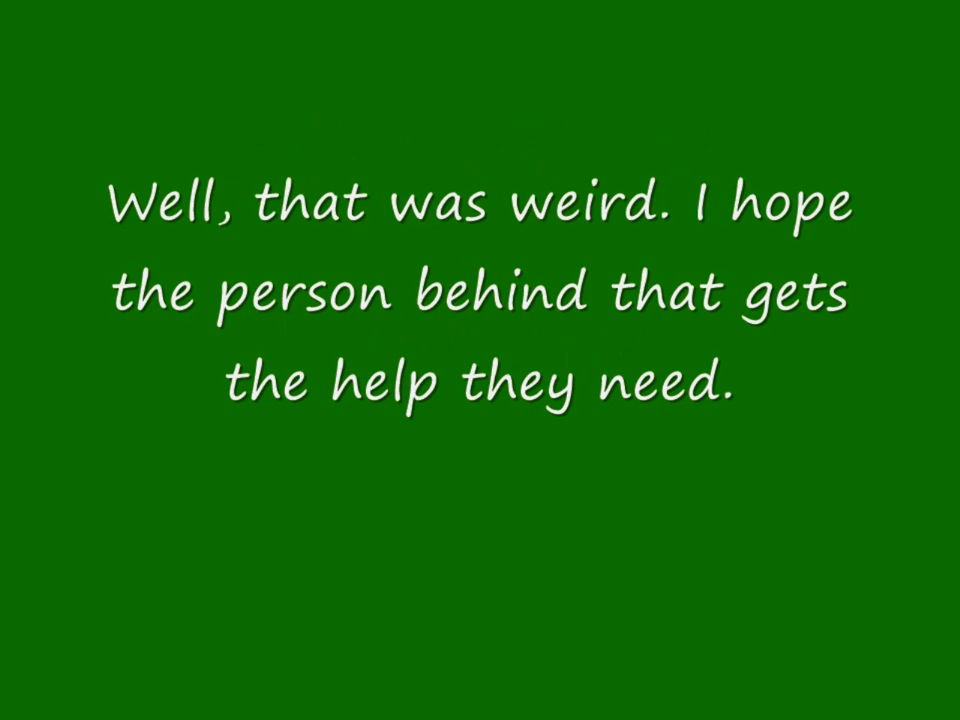 Well, that was weird. I hope
the person behind that gets
the help they need.